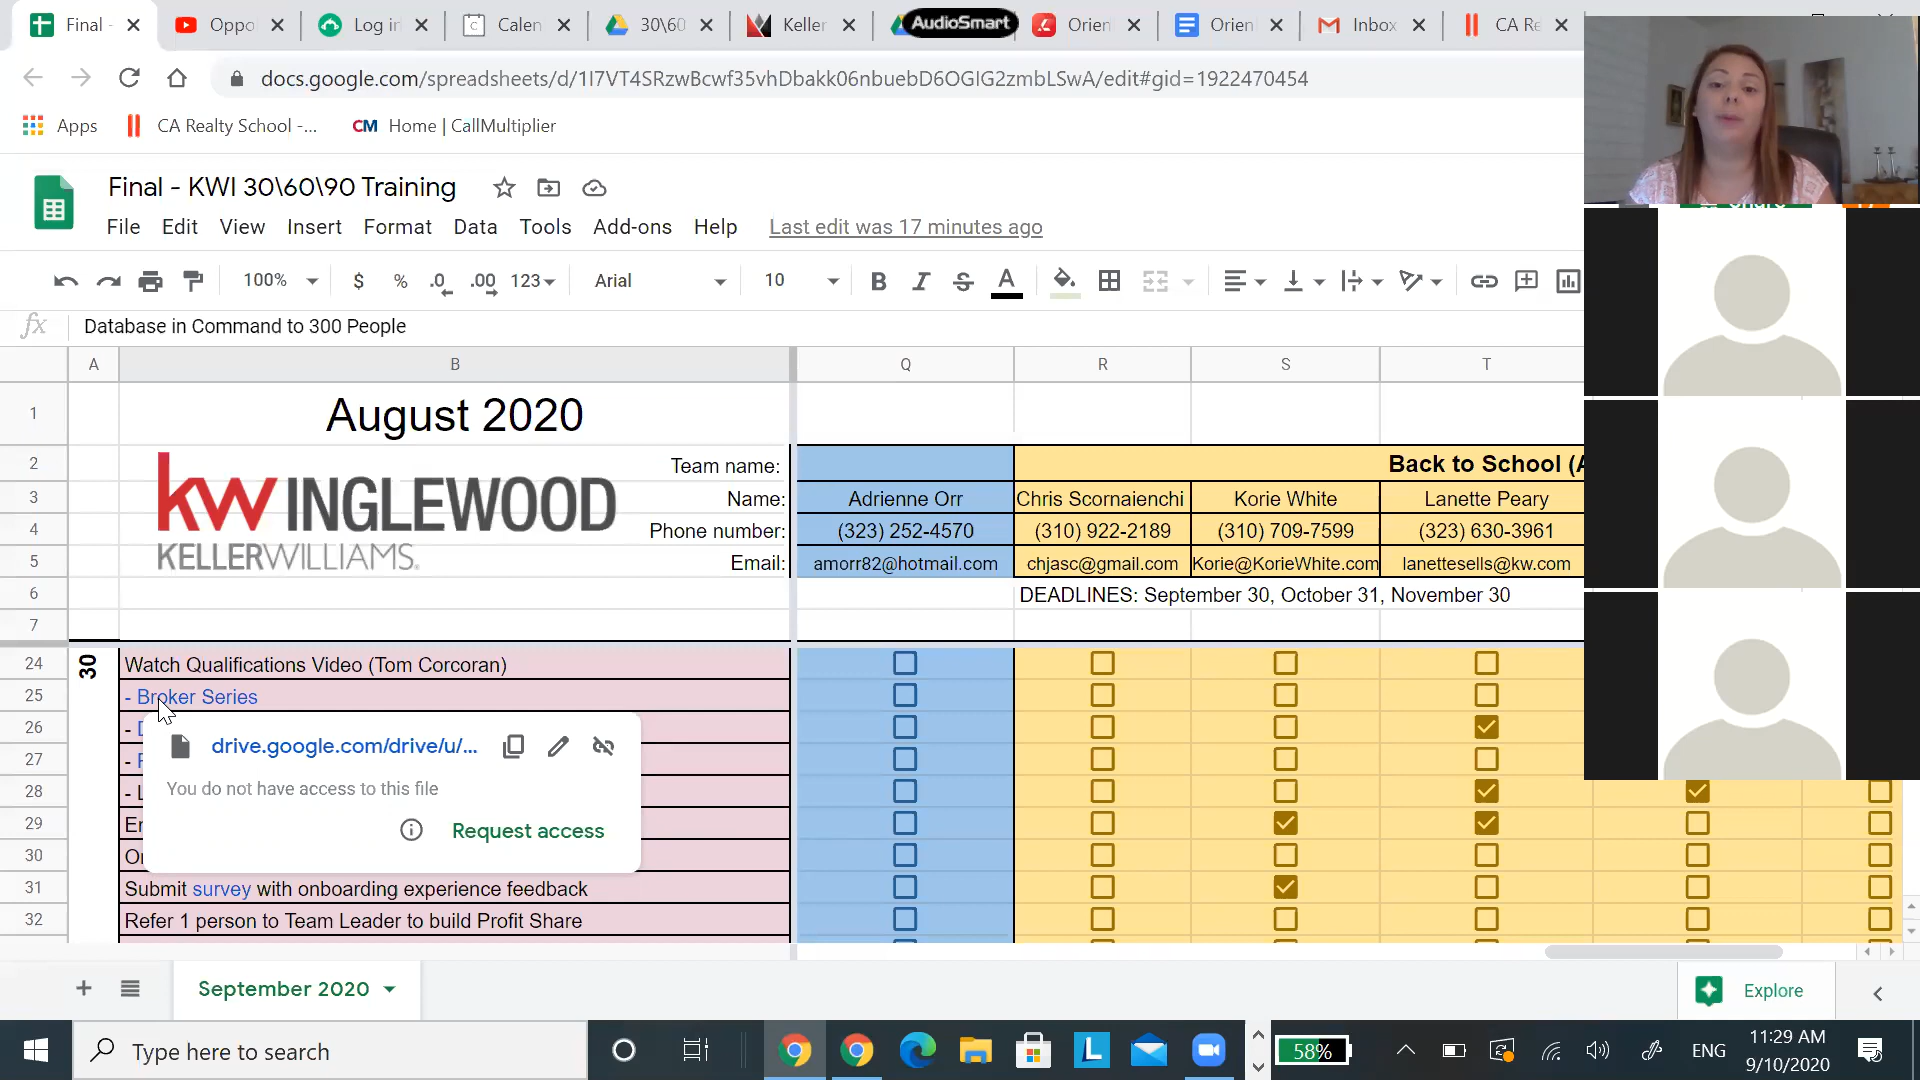 Final -
Oppo
Log in
Calen
30\60
Keller
AudioSmart
Orien
Orien
Inbox
CA Re
docs.google.com/spreadsheets/d/1I7VT4SRzwBcwf35vhDbakk06nbuebD6OGIG2zmbLSwA/edit#gid=1922470454
Apps
CA Realty School -...
CM Home | CallMultiplier
Final - KWI 30\60\90 Training
File Edit View Insert Format Data Tools Add-ons Help Last edit was 17 minutes ago
100% $ % .0 .00 123 Arial 10 B I S A
fx Database in Command to 300 People
A B Q R S T
1 August 2020
2 Team name: Back to School (A
3 Name: Adrienne Orr Chris Scornaienchi Korie White Lanette Peary
4 Phone number: (323) 252-4570 (310) 922-2189 (310) 709-7599 (323) 630-3961
5 Email: amorr82@hotmail.com chjasc@gmail.com Korie@KorieWhite.com lanettesells@kw.com
kw INGLEWOOD
KELLERWILLIAMS.
6 DEADLINES: September 30, October 31, November 30
7
30
24 Watch Qualifications Video (Tom Corcoran)
25 - Broker Series
26 -
27 -
28 -
29
30
drive.google.com/drive/u/...
You do not have access to this file
Request access
31 Submit survey with onboarding experience feedback
32 Refer 1 person to Team Leader to build Profit Share
September 2020
Explore
Type here to search
58%
ENG
11:29 AM
9/10/2020